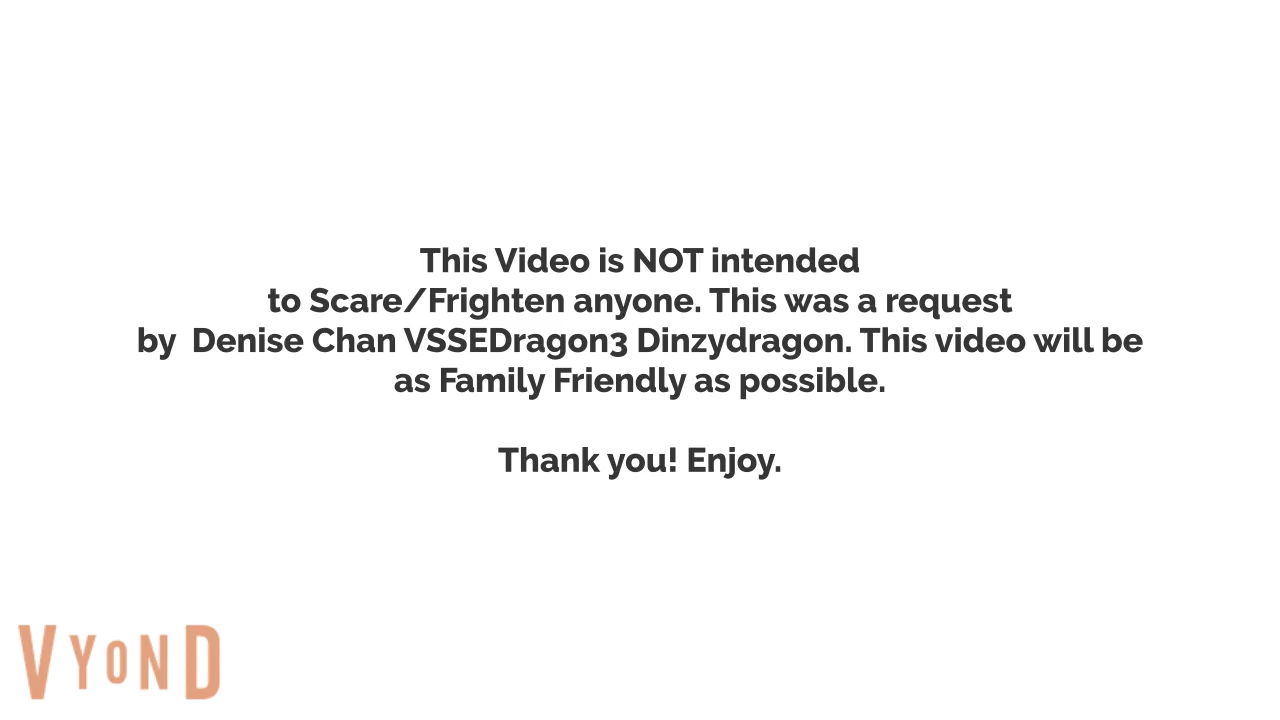 This Video is NOT intended
to Scare/Frighten anyone. This was a request
by  Denise Chan VSSEDragon3 Dinzydragon. This video will be
as Family Friendly as possible.
Thank you! Enjoy.
VYOND